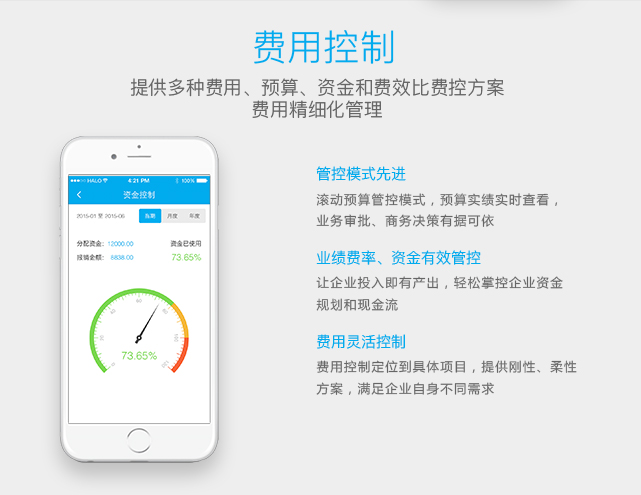 费用控制
提供多种费用、预算、资金和费效比费控方案
费用精细化管理
HALO 4:21 PM 100%
资金控制
2015-01 至 2015-06 当期 月度 年度
分配资金: 12000.00 资金已使用
报销金额: 8838.00 73.65%
73.65%
管控模式先进
滚动预算管控模式，预算实绩实时查看，
业务审批、商务决策有据可依
业绩费率、资金有效管控
让企业投入即有产出，轻松掌控企业资金
规划和现金流
费用灵活控制
费用控制定位到具体项目，提供刚性、柔性
方案，满足企业自身不同需求